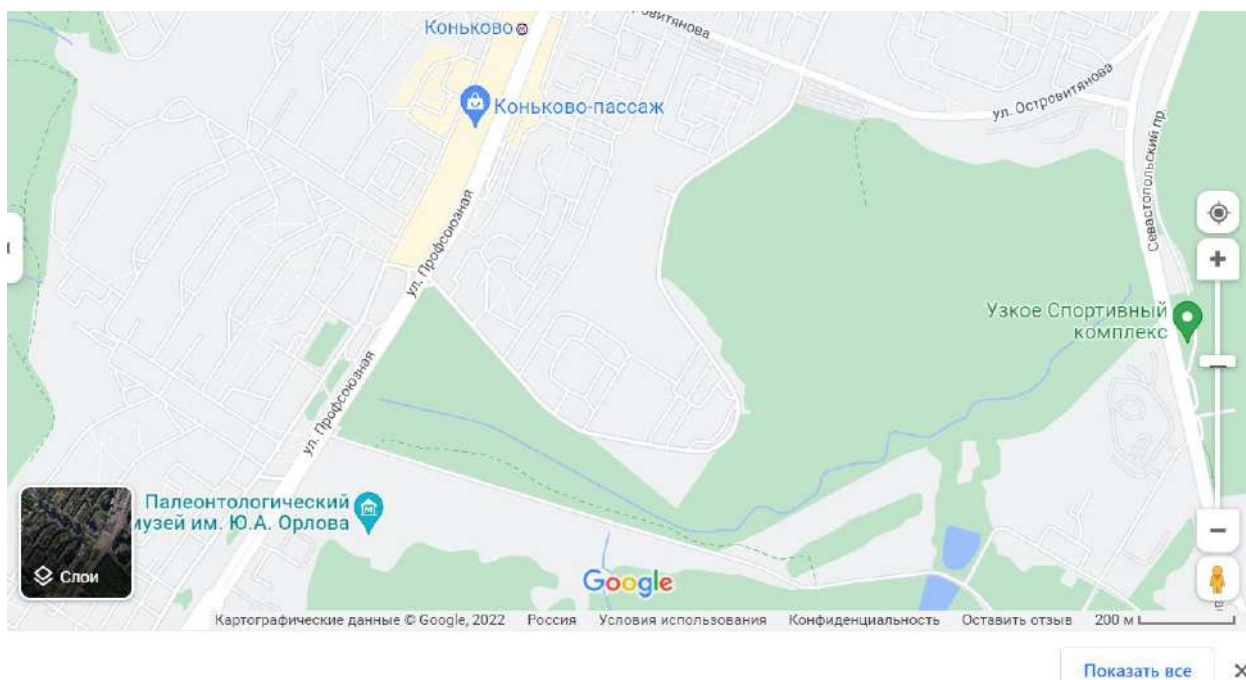 Коньково
Островитянова
Коньково-пассаж
ул. Островитянова
Севастопольский пр.
ул. Профсоюзная
Узкое Спортивный
комплекс
ул. Профсоюзная
Палеонтологический
музей им. Ю.А. Орлова
Слои
Google
Картографические данные © Google, 2022 Россия Условия использования Конфиденциальность Оставить отзыв 200 м
Показать все